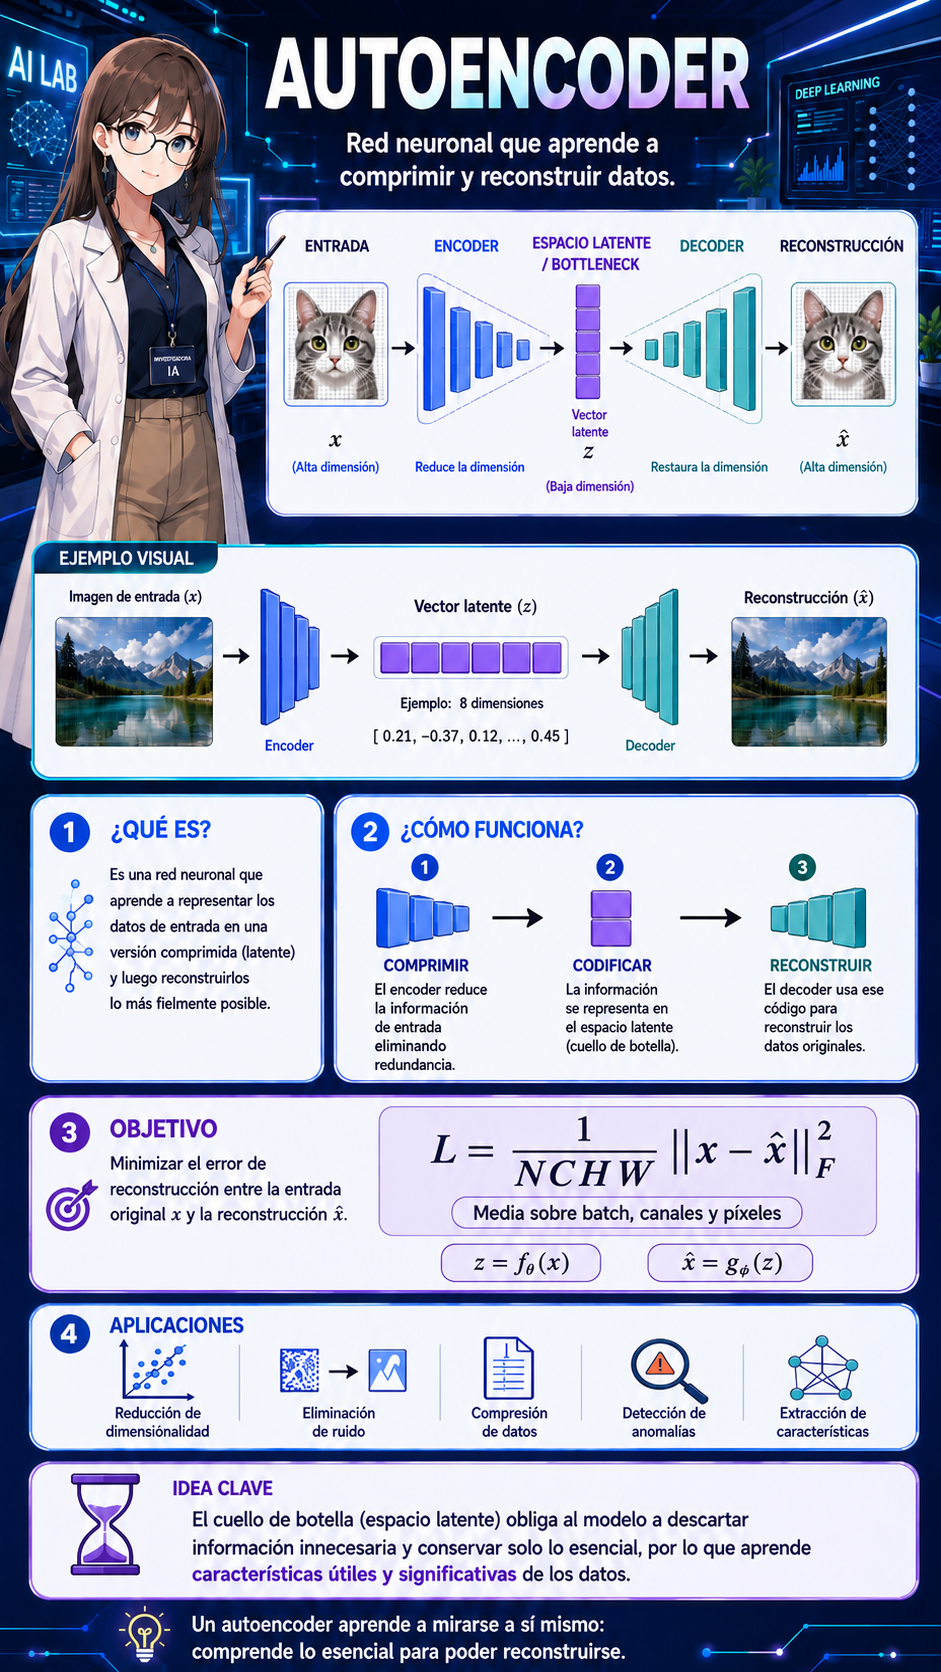 AI LAB
AUTOENCODER
DEEP LEARNING
Red neuronal que aprende a
comprimir y reconstruir datos.
INVESTIGADORA
IA
ENTRADA
ENCODER
ESPACIO LATENTE
/ BOTTLENECK
DECODER
RECONSTRUCCIÓN
Vector
latente
x
z
x̂
(Alta dimensión)
Reduce la dimensión
(Baja dimensión)
Restaura la dimensión
(Alta dimensión)
EJEMPLO VISUAL
Imagen de entrada (x)
Vector latente (z)
Reconstrucción (x̂)
Ejemplo: 8 dimensiones
[ 0.21, −0.37, 0.12, ..., 0.45 ]
Encoder
Decoder
1 ¿QUÉ ES?
Es una red neuronal que
aprende a representar los
datos de entrada en una
versión comprimida (latente)
y luego reconstruirlos
lo más fielmente posible.
2 ¿CÓMO FUNCIONA?
1
COMPRIMIR
El encoder reduce
la información
de entrada
eliminando
redundancia.
2
CODIFICAR
La información
se representa en
el espacio latente
(cuello de botella).
3
RECONSTRUIR
El decoder usa ese
código para
reconstruir los
datos originales.
3 OBJETIVO
Minimizar el error de
reconstrucción entre la entrada
original x y la reconstrucción x̂.
L = 1 / NCHW ||x − x̂||²_F
Media sobre batch, canales y píxeles
z = f_θ(x)
x̂ = g_ϕ(z)
4 APLICACIONES
Reducción de
dimensiónalidad
Eliminación
de ruido
Compresión
de datos
Detección de
anomalías
Extracción de
características
IDEA CLAVE
El cuello de botella (espacio latente) obliga al modelo a descartar
información innecesaria y conservar solo lo esencial, por lo que aprende
características útiles y significativas de los datos.
Un autoencoder aprende a mirarse a sí mismo:
comprende lo esencial para poder reconstruirse.